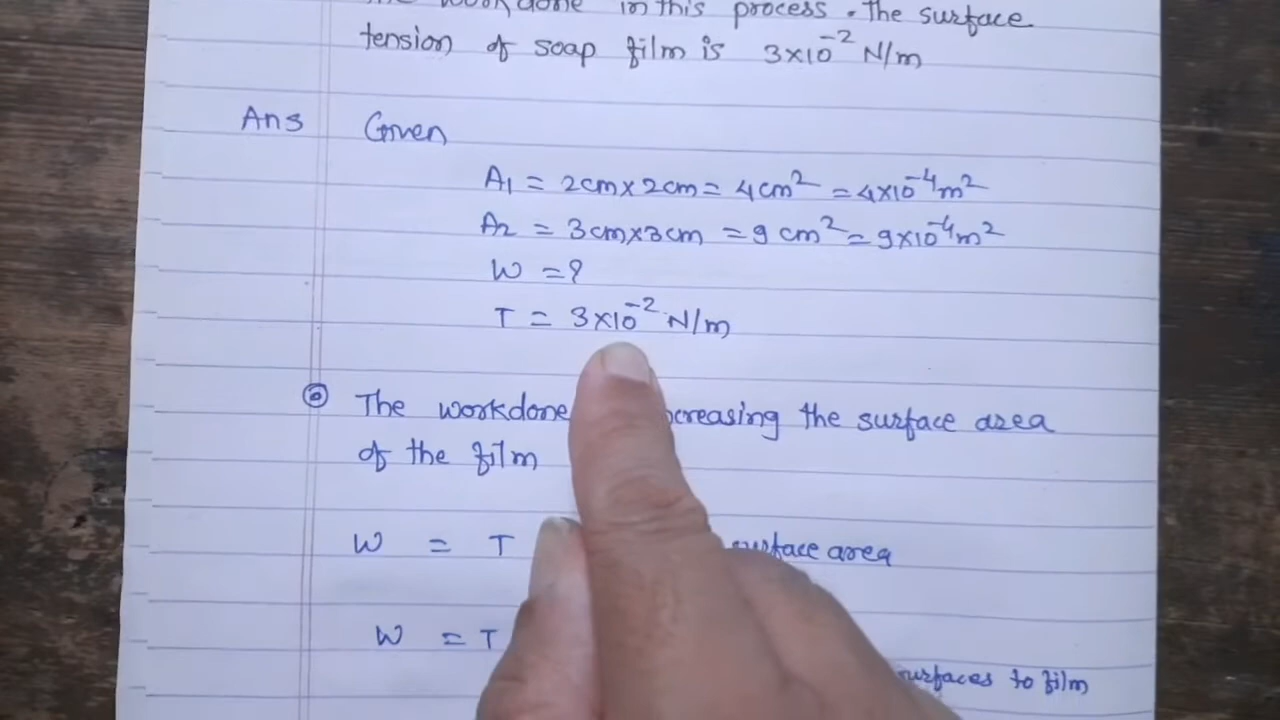 workdone in this process. The surface
tension of soap film is 3×10⁻² N/m
Ans Given
A₁ = 2cm×2cm = 4cm² = 4×10⁻⁴m²
A₂ = 3cm×3cm = 9cm² = 9×10⁻⁴m²
W = ?
T = 3×10⁻² N/m
ⓐ The workdone increasing the surface area
of the film
W = T surface area
W = T
surfaces to film